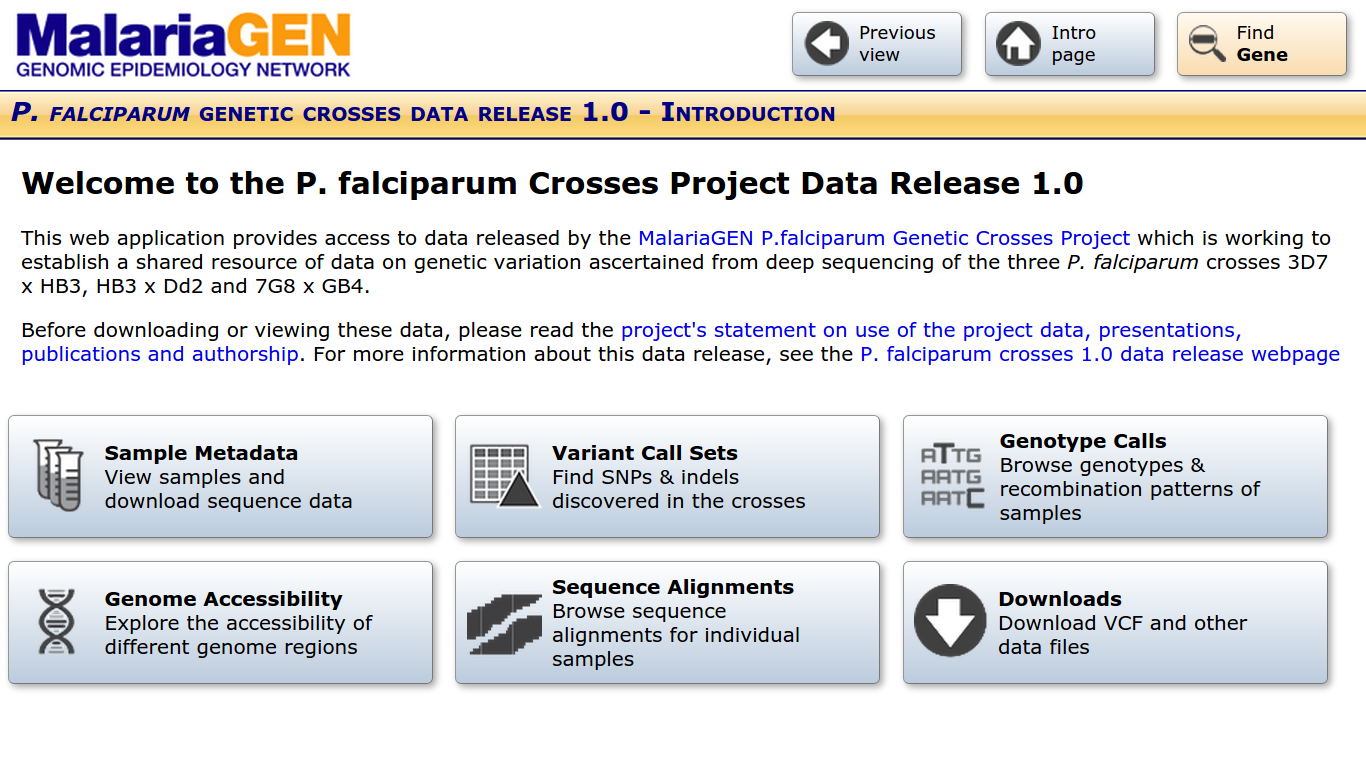 MalariaGEN
GENOMIC EPIDEMIOLOGY NETWORK
Previous
view
Intro
page
Find
Gene
P. FALCIPARUM GENETIC CROSSES DATA RELEASE 1.0 - INTRODUCTION
Welcome to the P. falciparum Crosses Project Data Release 1.0
This web application provides access to data released by the MalariaGEN P.falciparum Genetic Crosses Project which is working to
establish a shared resource of data on genetic variation ascertained from deep sequencing of the three P. falciparum crosses 3D7
x HB3, HB3 x Dd2 and 7G8 x GB4.
Before downloading or viewing these data, please read the project's statement on use of the project data, presentations,
publications and authorship. For more information about this data release, see the P. falciparum crosses 1.0 data release webpage
Sample Metadata
View samples and
download sequence data
Variant Call Sets
Find SNPs & indels
discovered in the crosses
ATTG
AATG
AATC
Genotype Calls
Browse genotypes &
recombination patterns of
samples
Genome Accessibility
Explore the accessibility of
different genome regions
Sequence Alignments
Browse sequence
alignments for individual
samples
Downloads
Download VCF and other
data files